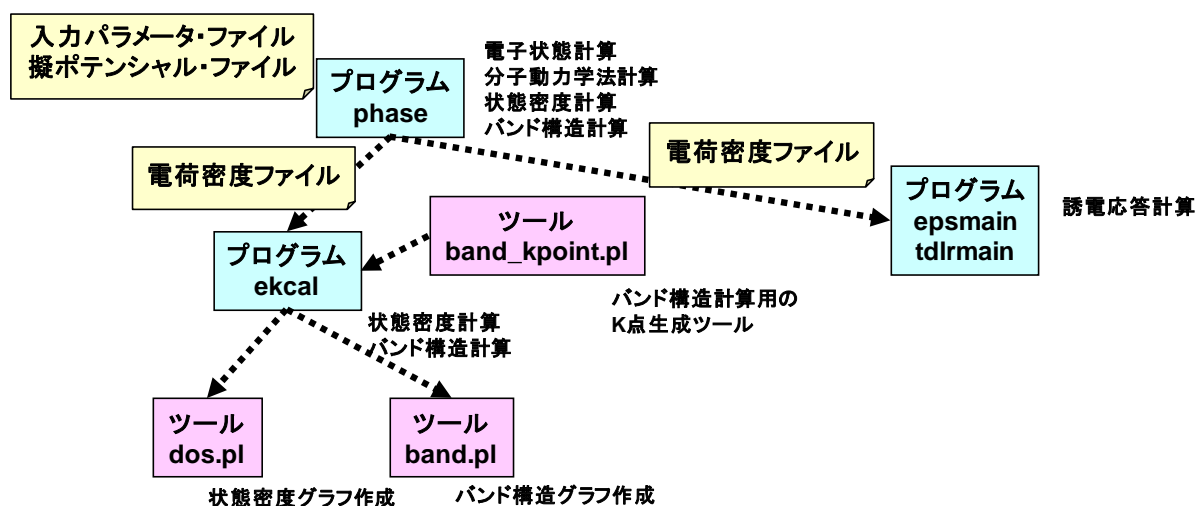 入力パラメータ・ファイル
擬ポテンシャル・ファイル
プログラム
phase
電子状態計算
分子動力学法計算
状態密度計算
バンド構造計算
電荷密度ファイル
電荷密度ファイル
プログラム
epsmain
tdlrmain
誘電応答計算
プログラム
ekcal
ツール
band_kpoint.pl
バンド構造計算用の
K点生成ツール
状態密度計算
バンド構造計算
ツール
dos.pl
状態密度グラフ作成
ツール
band.pl
バンド構造グラフ作成